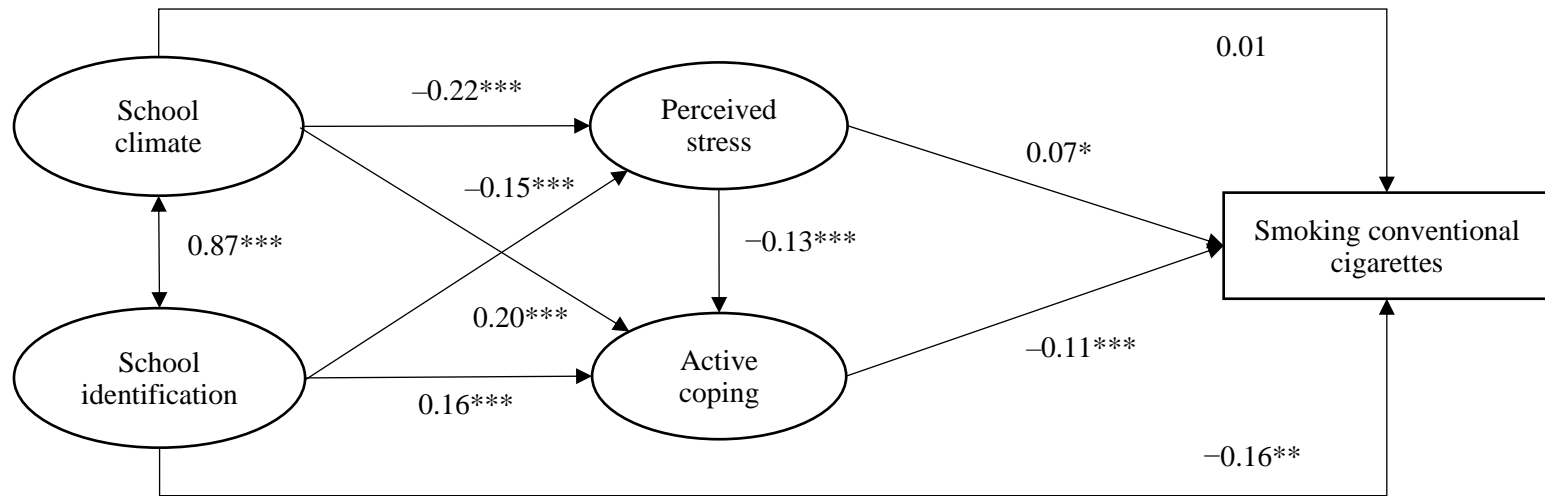 0.01
School
climate
–0.22***
Perceived
stress
0.07*
–0.15***
0.87***
–0.13***
Smoking conventional
cigarettes
0.20***
School
identification
0.16***
Active
coping
–0.11***
–0.16**